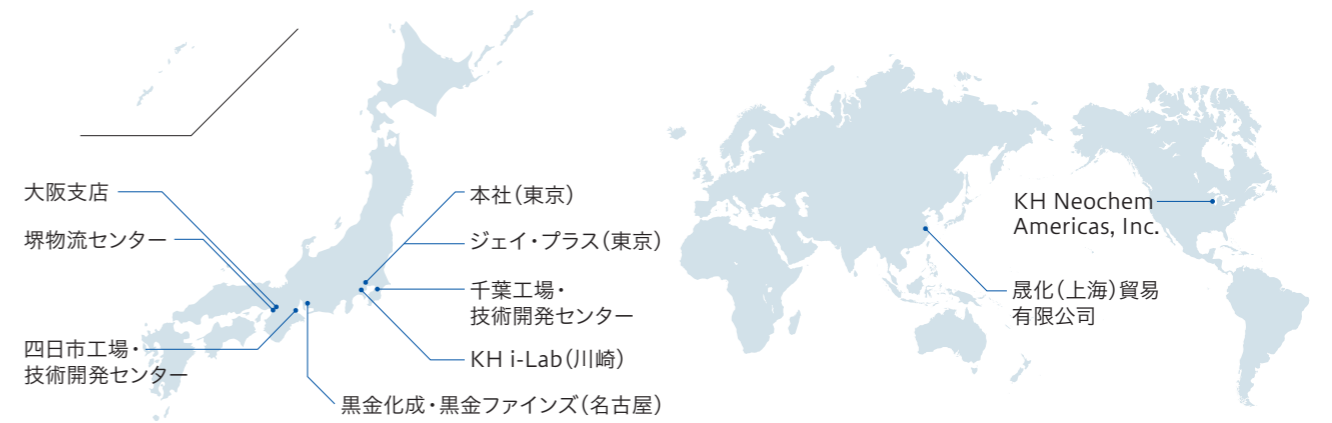 大阪支店
堺物流センター
四日市工場・
技術開発センター
本社（東京）
ジェイ・プラス（東京）
千葉工場・
技術開発センター
KH i-Lab（川崎）
黒金化成・黒金ファインズ（名古屋）
KH Neochem
Americas, Inc.
晟化（上海）貿易
有限公司